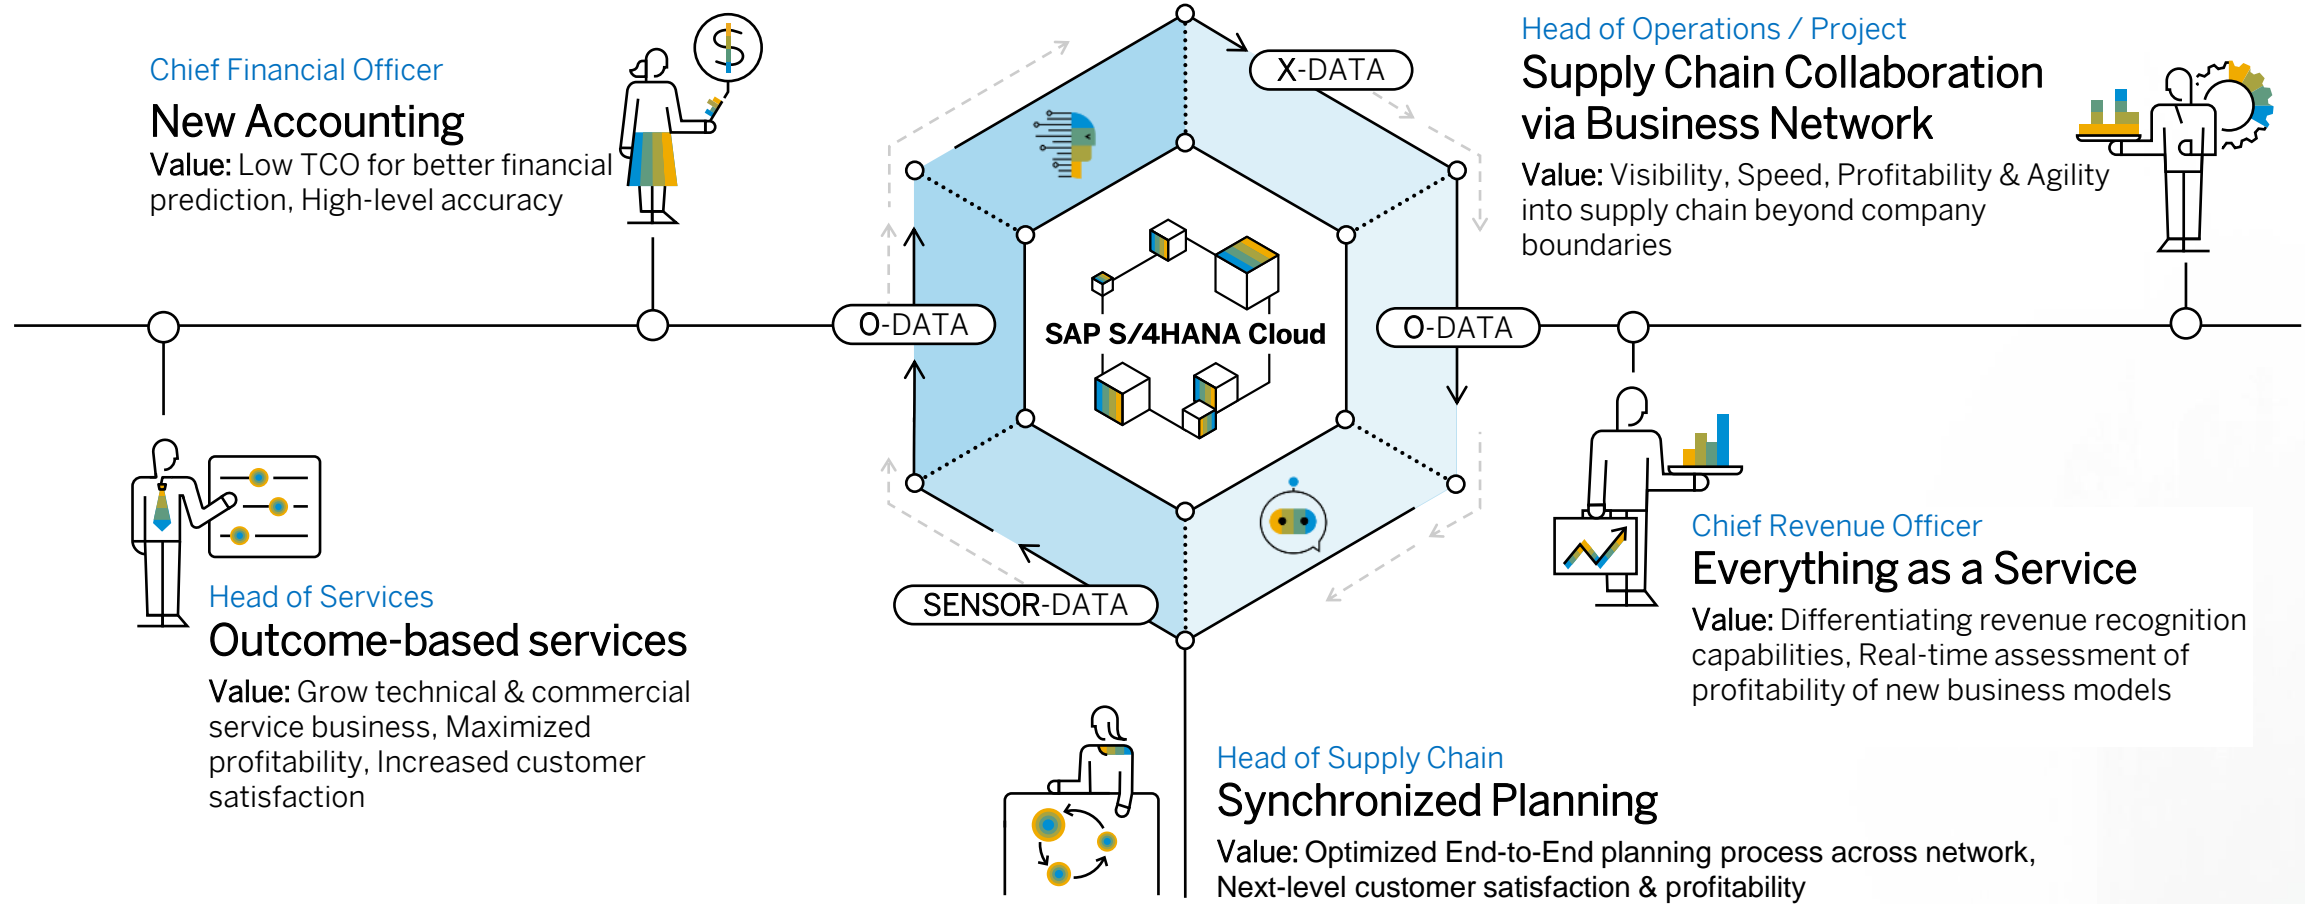 Chief Financial Officer
New Accounting
Value: Low TCO for better financial
prediction, High-level accuracy
X-DATA
Head of Operations / Project
Supply Chain Collaboration
via Business Network
Value: Visibility, Speed, Profitability & Agility
into supply chain beyond company
boundaries
O-DATA
SAP S/4HANA Cloud
O-DATA
Head of Services
Outcome-based services
Value: Grow technical & commercial
service business, Maximized
profitability, Increased customer
satisfaction
SENSOR-DATA
Chief Revenue Officer
Everything as a Service
Value: Differentiating revenue recognition
capabilities, Real-time assessment of
profitability of new business models
Head of Supply Chain
Synchronized Planning
Value: Optimized End-to-End planning process across network,
Next-level customer satisfaction & profitability